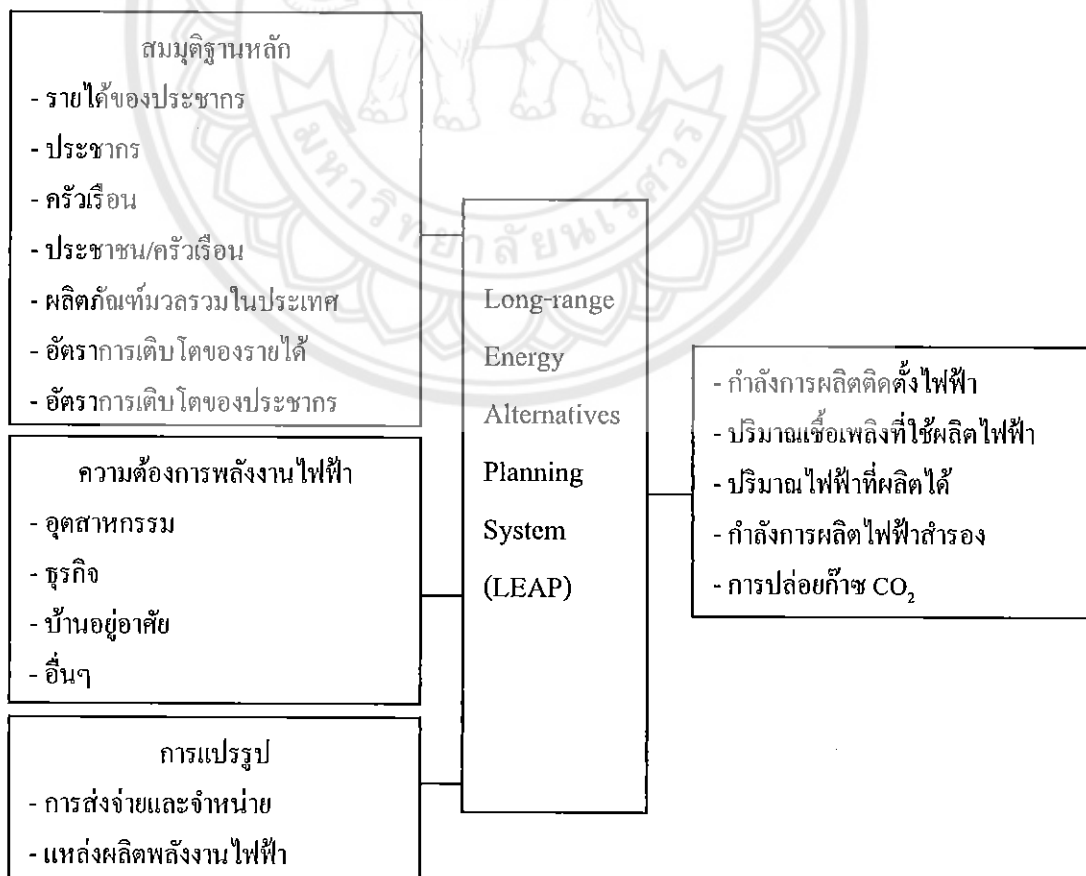 สมมุติฐานหลัก
- รายได้ของประชากร
- ประชากร
- ครัวเรือน
- ประชาชน/ครัวเรือน
- ผลิตภัณฑ์มวลรวมในประเทศ
- อัตราการเติบโตของรายได้
- อัตราการเติบโตของประชากร
ความต้องการพลังงานไฟฟ้า
- อุตสาหกรรม
- ธุรกิจ
- บ้านอยู่อาศัย
- อื่นๆ
การแปรรูป
- การส่งจ่ายและจำหน่าย
- แหล่งผลิตพลังงานไฟฟ้า
มหาวิทยาลัยนเรศวร
Long-range
Energy
Alternatives
Planning
System
(LEAP)
- กำลังการผลิตติดตั้งไฟฟ้า
- ปริมาณเชื้อเพลิงที่ใช้ผลิตไฟฟ้า
- ปริมาณไฟฟ้าที่ผลิตได้
- กำลังการผลิตไฟฟ้าสำรอง
- การปล่อยก๊าซ CO₂